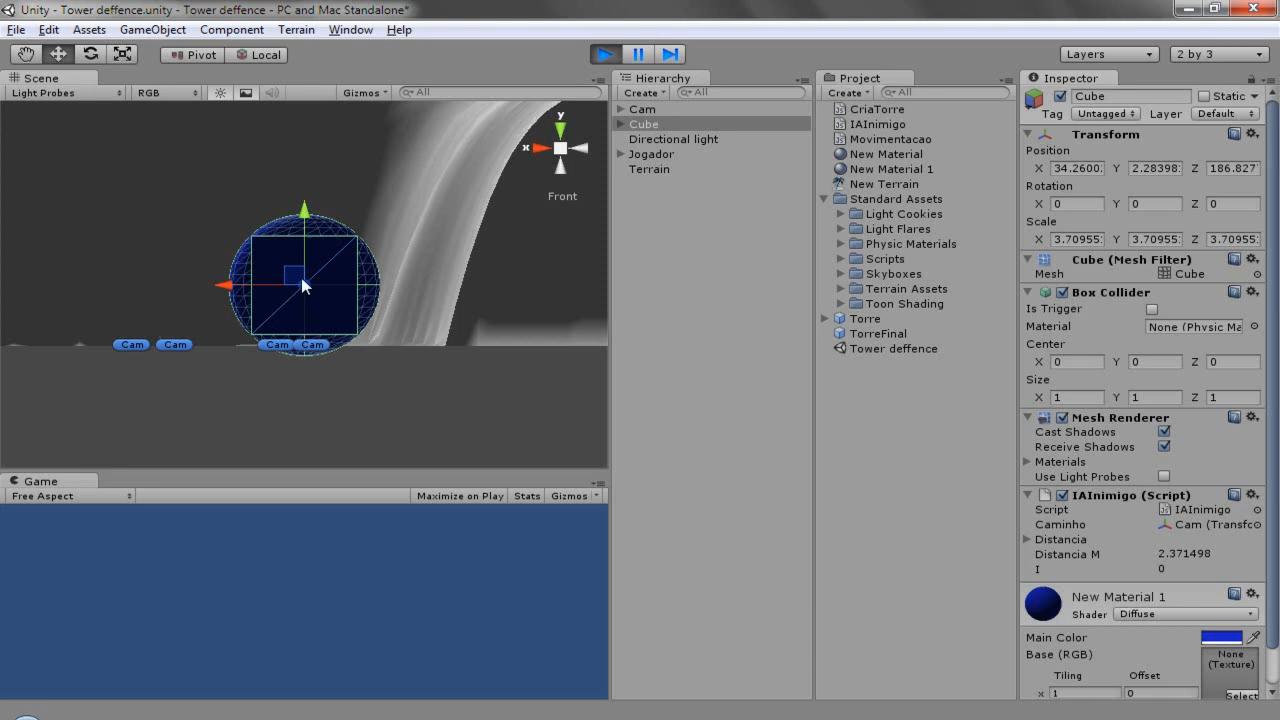 Unity - Tower deffence.unity - Tower deffence - PC and Mac Standalone*
File Edit Assets GameObject Component Terrain Window Help
Pivot Local Layers 2 by 3
Scene
Light Probes RGB Gizmos All
y
x
Front
Cam Cam Cam Cam
Game
Free Aspect Maximize on Play Stats Gizmos
Hierarchy
Create All
Cam
Cube
Directional light
Jogador
Terrain
Project
Create All
CriaTorre
IAInimigo
Movimentacao
New Material
New Material 1
New Terrain
Standard Assets
Light Cookies
Light Flares
Physic Materials
Scripts
Skyboxes
Terrain Assets
Toon Shading
Torre
TorreFinal
Tower deffence
Inspector
Cube Static
Tag Untagged Layer Default
Transform
Position
X 34.2600 Y 2.28398 Z 186.827
Rotation
X 0 Y 0 Z 0
Scale
X 3.70955 Y 3.70955 Z 3.70955
Cube (Mesh Filter)
Mesh Cube
Box Collider
Is Trigger
Material None (Physic Ma
Center
X 0 Y 0 Z 0
Size
X 1 Y 1 Z 1
Mesh Renderer
Cast Shadows
Receive Shadows
Materials
Use Light Probes
IAInimigo (Script)
Script IAInimigo
Caminho Cam (Transfo
Distancia
Distancia M 2.371498
I 0
New Material 1
Shader Diffuse
Main Color
Base (RGB) None
(Texture)
Tiling Offset
x 1 0
Select